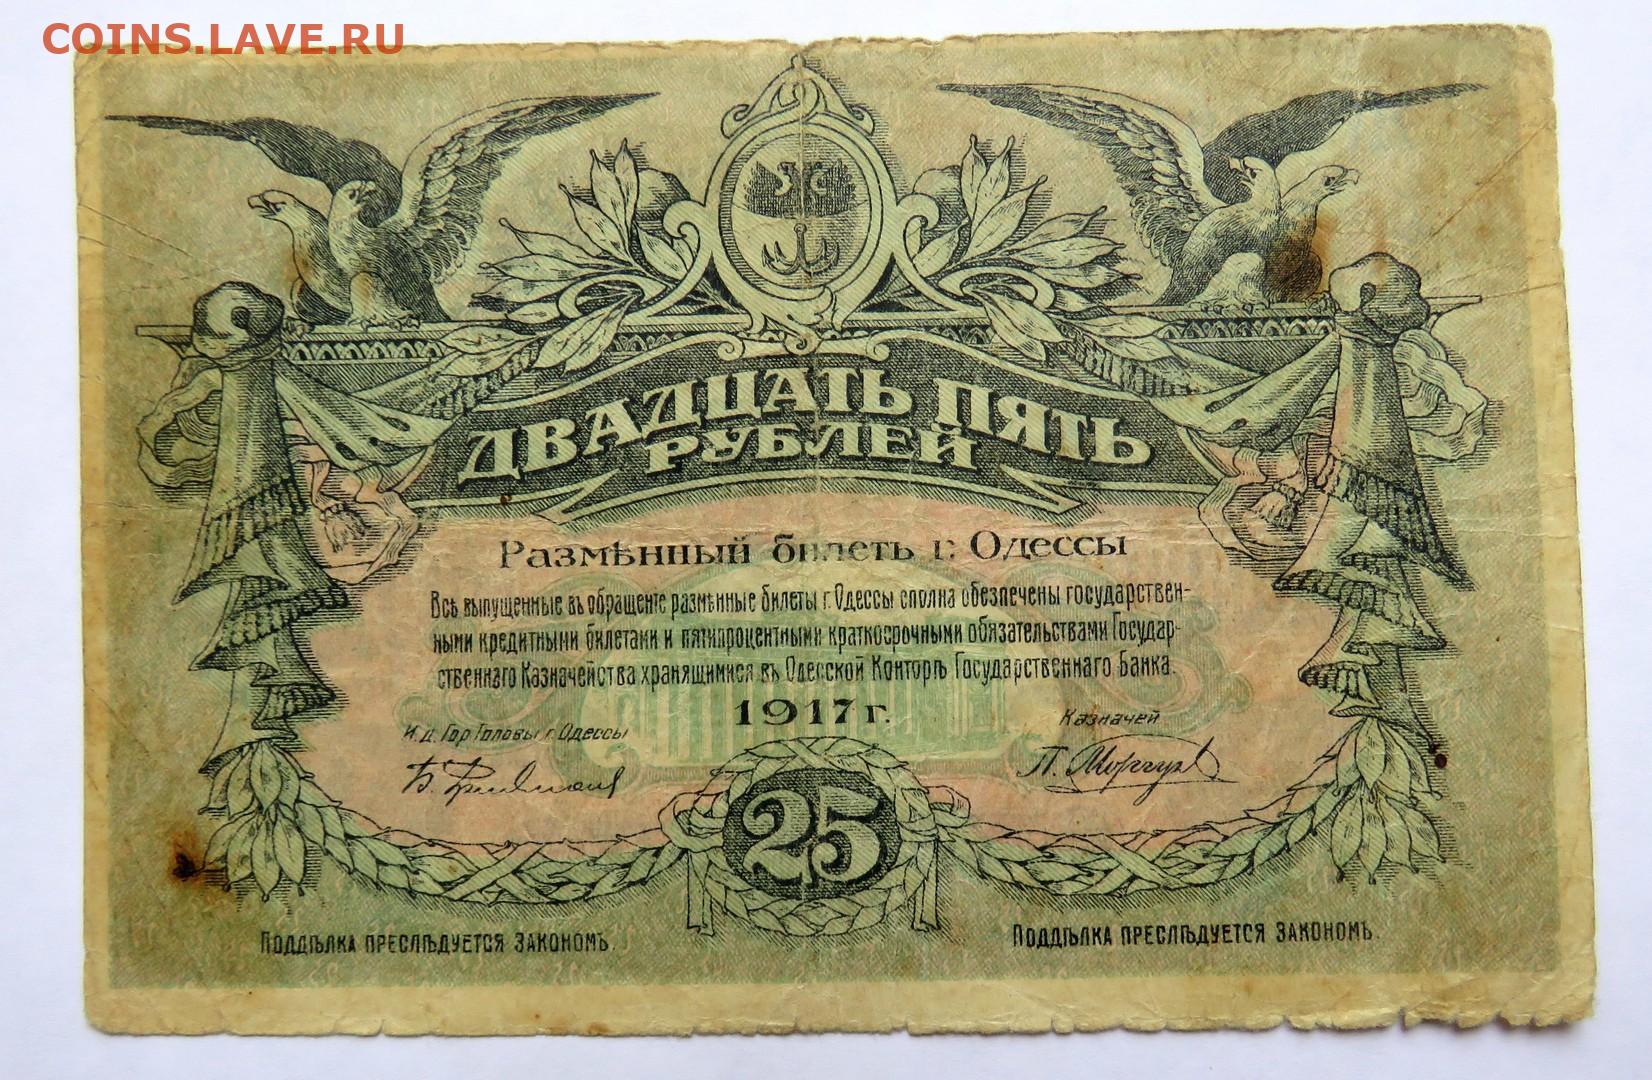 COINS.LAVE.RU
ДВАДЦАТЬ ПЯТЬ
РУБЛЕЙ
Размѣнный билетъ г. Одессы
Всѣ выпущенные въ обращенiе размѣнные билеты г. Одессы сполна обезпечены государствен-
ными кредитными билетами и пятипроцентными краткосрочными обязательствами Государ-
ственнаго Казначейства хранящимися въ Одесской Конторѣ Государственнаго Банка.
1917 г.
И.д. Гор Головы г. Одессы
Казначей
П.
25
Поддѣлка преслѣдуется закономъ.
Поддѣлка преслѣдуется закономъ.